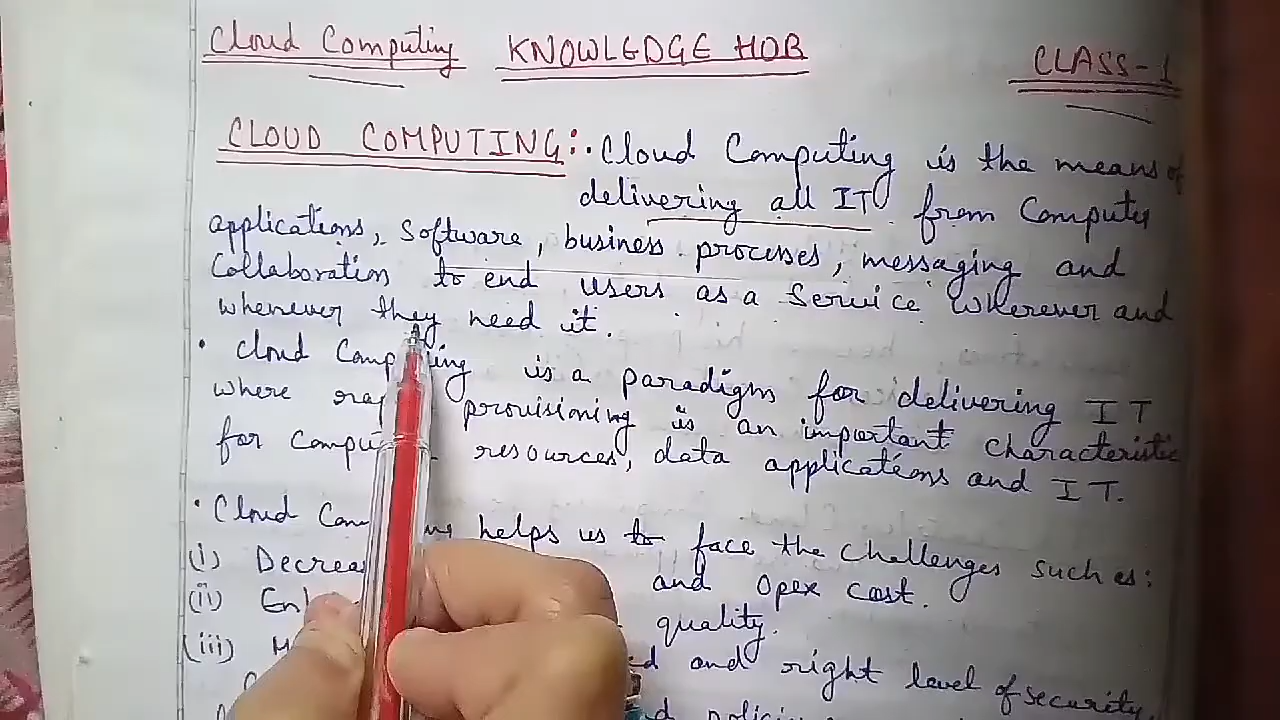 Cloud Computing KNOWLEDGE HOB CLASS-1
CLOUD COMPUTING:• Cloud Computing is the means of
delivering all IT from Computer
applications, software, business processes, messaging and
Collaboration to end users as a Service wherever and
whenever they need it.
• Cloud Computing is a paradigm for delivering IT
where provisioning is an important characteristic
for resources, data applications and IT.
• Cloud helps us to face the challenges such as:
(i) and Opex cost.
(ii) quality.
(iii) and right level of security.